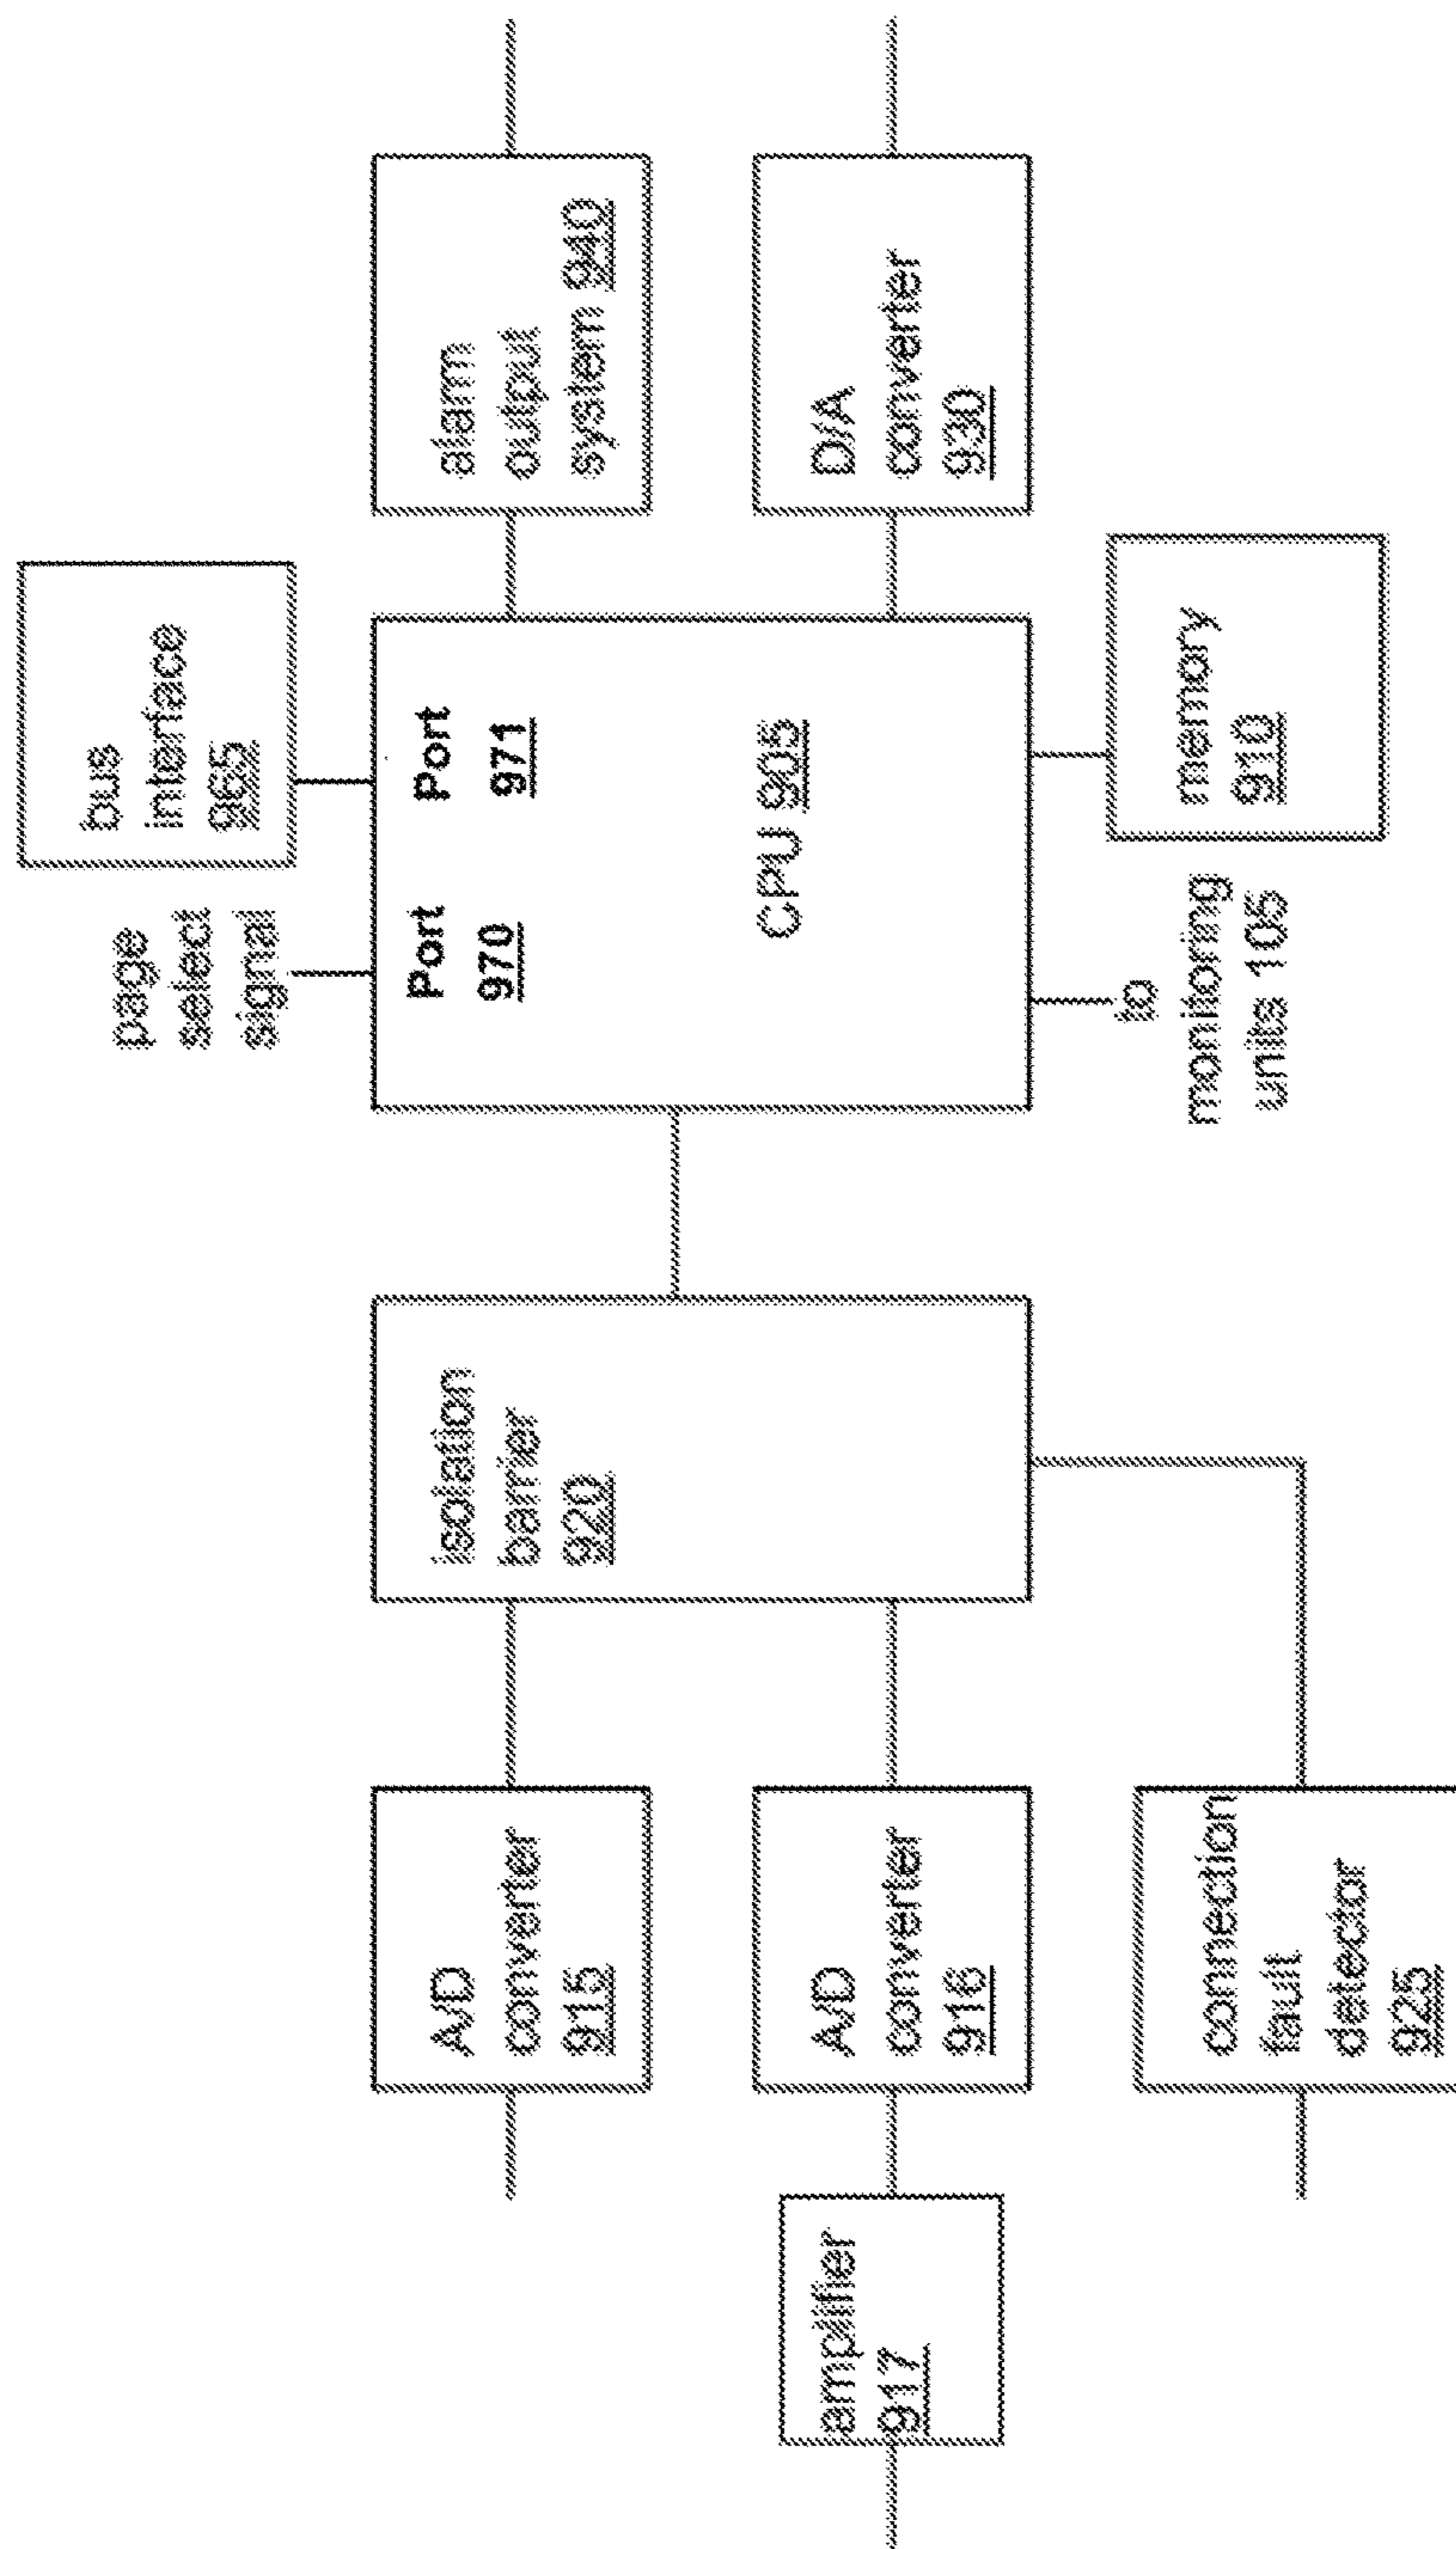 bus
interface
965
page
select
signal
alarm
output
system 940
Port
971
Port
970
CPU 905
D/A
converter
930
memory
910
to
monitoring
units 105
isolation
barrier
920
A/D
converter
915
A/D
converter
916
amplifier
917
connection
fault
detector
925